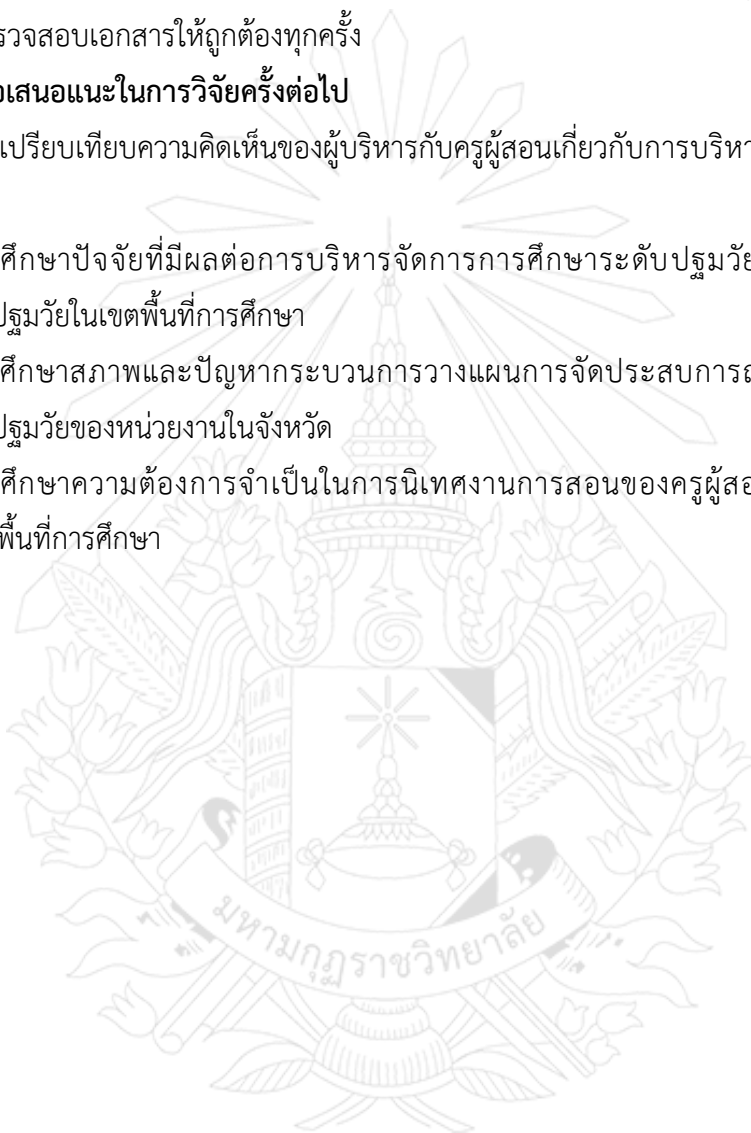 รวจสอบเอกสารให้ถูกต้องทุกครั้ง
อเสนอแนะในการวิจัยครั้งต่อไป
เปรียบเทียบความคิดเห็นของผู้บริหารกับครูผู้สอนเกี่ยวกับการบริหา
ศึกษาปัจจัยที่มีผลต่อการบริหารจัดการการศึกษาระดับปฐมวัย
ปฐมวัยในเขตพื้นที่การศึกษา
ศึกษาสภาพและปัญหากระบวนการวางแผนการจัดประสบการณ
ปฐมวัยของหน่วยงานในจังหวัด
ศึกษาความต้องการจำเป็นในการนิเทศงานการสอนของครูผู้สอ
พื้นที่การศึกษา
มหามกุฏราชวิทยาลัย